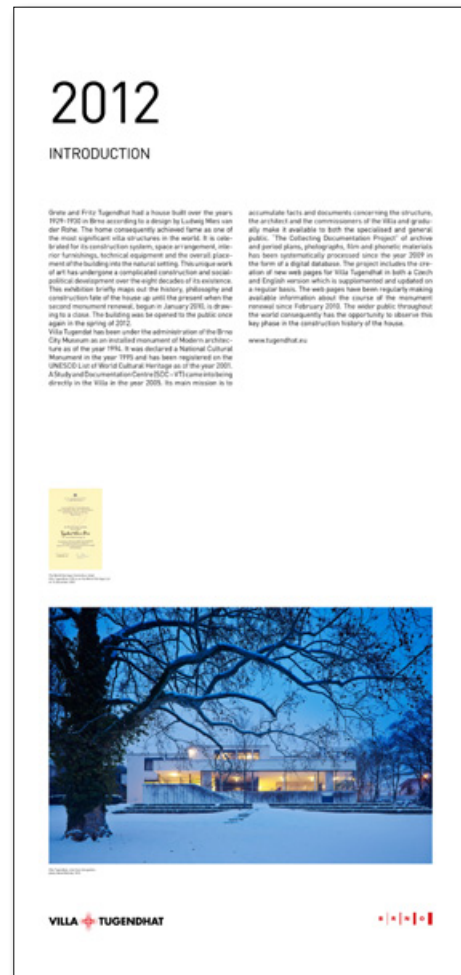 2012
INTRODUCTION
Grete and Fritz Tugendhat had a house built over the years
1929–1930 in Brno according to a design by Ludwig Mies van
der Rohe. The home consequently achieved fame as one of
the most significant villa structures in the world. It is cele-
brated for its construction system, space arrangement, inte-
rior furnishings, technical equipment and the overall place-
ment of the building into the natural setting. This unique work
of art has undergone a complicated construction and social-
political development over the eight decades of its existence.
This exhibition briefly maps out the history, philosophy and
construction fate of the house up until the present when the
second monument renewal, begun in January 2010, is draw-
ing to a close. The building was be opened to the public once
again in the spring of 2012.
Villa Tugendat has been under the administration of the Brno
City Museum as an installed monument of Modern architec-
ture as of the year 1994. It was declared a National Cultural
Monument in the year 1995 and has been registered on the
UNESCO List of World Cultural Heritage as of the year 2001.
A Study and Documentation Centre (SDC – VT) came into being
directly in the Villa in the year 2005. Its main mission is to
accumulate facts and documents concerning the structure,
the architect and the commissioners of the Villa and gradu-
ally make it available to both the specialised and general
public. "The Collecting Documentation Project" of archive
and period plans, photographs, film and phonetic materials
has been systematically processed since the year 2009 in
the form of a digital database. The project includes the cre-
ation of new web pages for Villa Tugendhat in both a Czech
and English version which is supplemented and updated on
a regular basis. The web pages have been regularly making
available information about the course of the monument
renewal since February 2010. The wider public throughout
the world consequently has the opportunity to observe this
key phase in the construction history of the house.
www.tugendhat.eu
VILLA TUGENDHAT